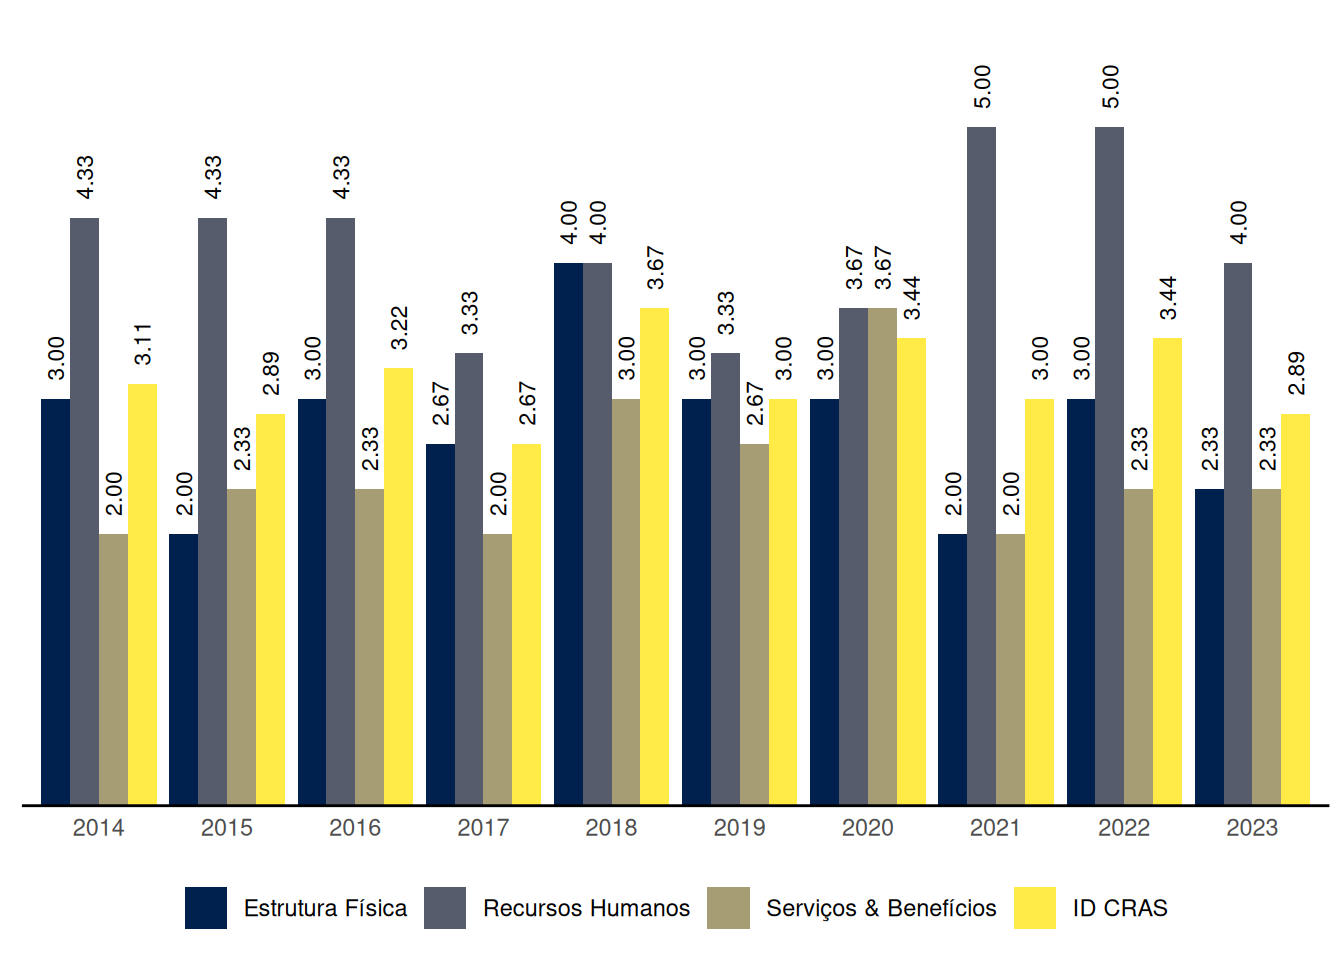 3.00 4.33 2.00 3.11
2.00 4.33 2.33 2.89
3.00 4.33 2.33 3.22
2.67 3.33 2.00 2.67
4.00 4.00 3.00 3.67
3.00 3.33 2.67 3.00
3.00 3.67 3.67 3.44
2.00 5.00 2.00 3.00
3.00 5.00 2.33 3.44
2.33 4.00 2.33 2.89
2014 2015 2016 2017 2018 2019 2020 2021 2022 2023
Estrutura Física Recursos Humanos Serviços & Benefícios ID CRAS